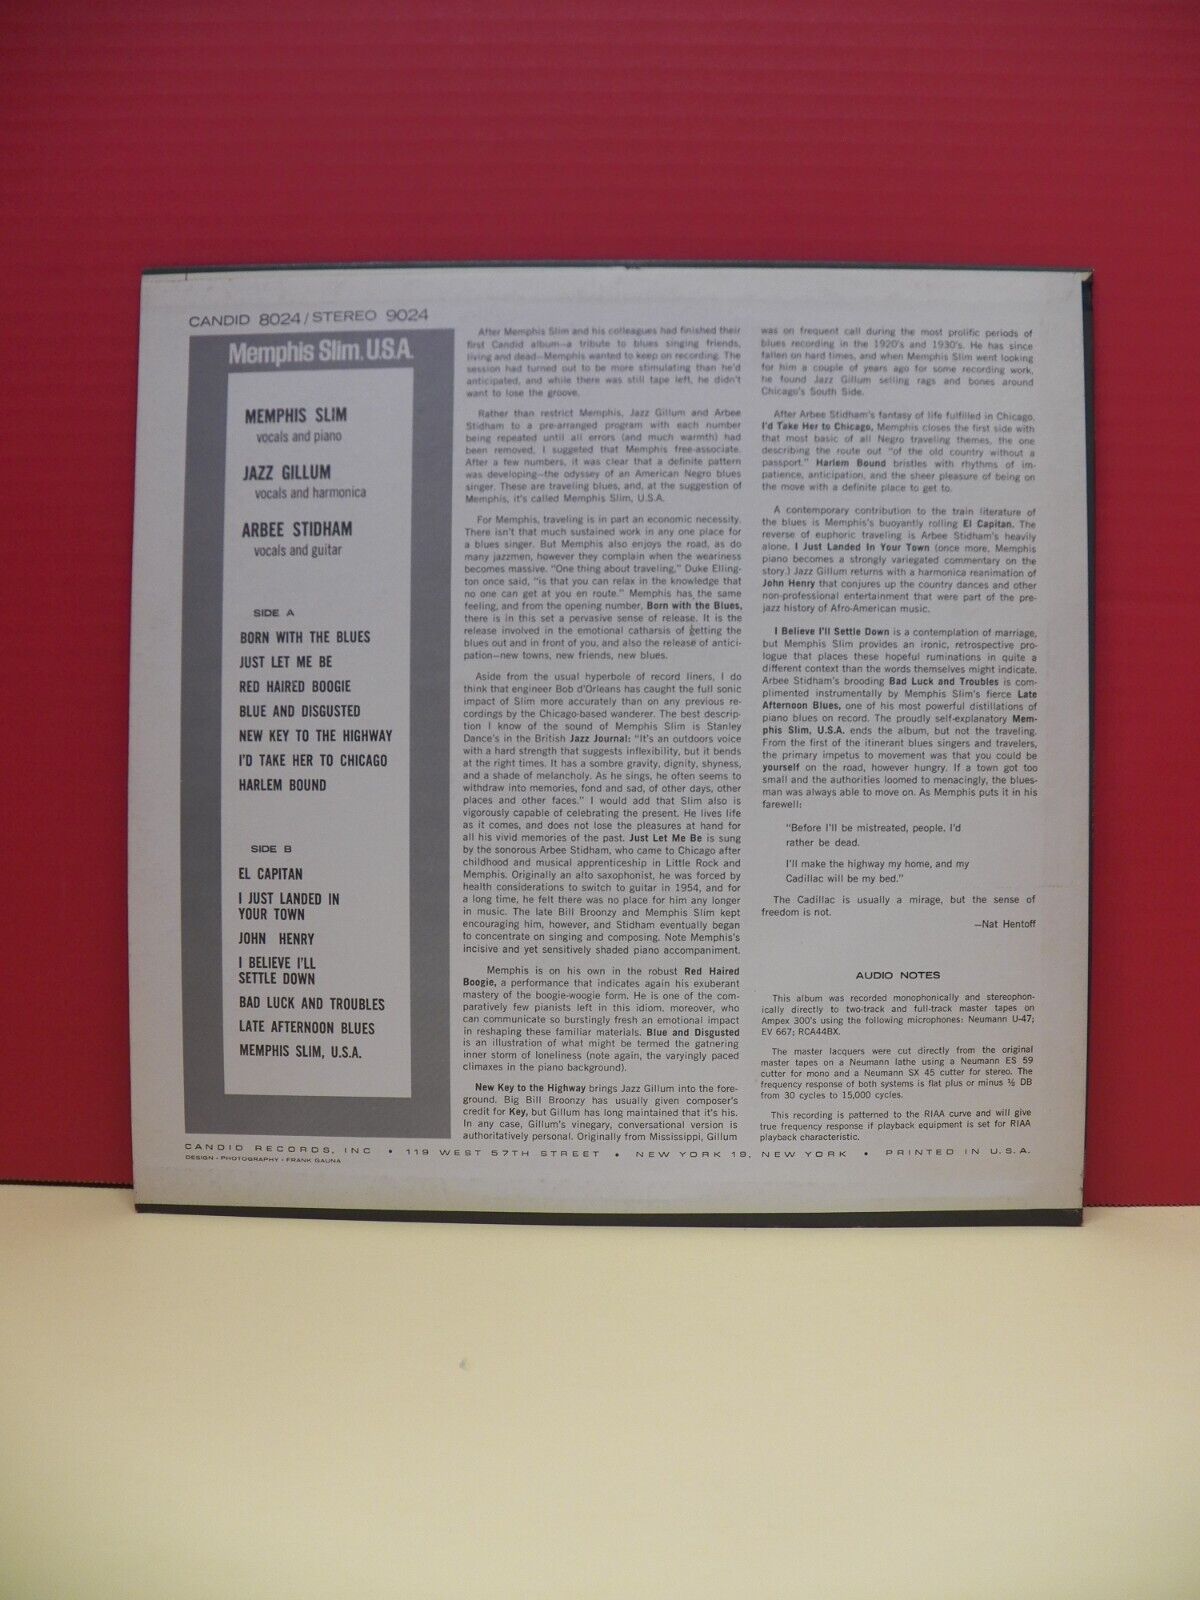 CANDID 8024/STEREO 9024
Memphis Slim, U.S.A.
MEMPHIS SLIM
vocals and piano
JAZZ GILLUM
vocals and harmonica
ARBEE STIDHAM
vocals and guitar
SIDE A
BORN WITH THE BLUES
JUST LET ME BE
RED HAIRED BOOGIE
BLUE AND DISGUSTED
NEW KEY TO THE HIGHWAY
I'D TAKE HER TO CHICAGO
HARLEM BOUND
SIDE B
EL CAPITAN
I JUST LANDED IN
YOUR TOWN
JOHN HENRY
I BELIEVE I'LL
SETTLE DOWN
BAD LUCK AND TROUBLES
LATE AFTERNOON BLUES
MEMPHIS SLIM, U.S.A.
After Memphis Slim and his colleagues had finished their
first Candid album—a tribute to blues singing friends,
living and dead—Memphis wanted to keep on recording. The
session had turned out to be more stimulating than he'd
anticipated, and while there was still tape left, he didn't
want to lose the groove.
Rather than restrict Memphis, Jazz Gillum and Arbee
Stidham to a pre-arranged program with each number
being repeated until all errors (and much warmth) had
been removed, I suggeted that Memphis free-associate.
After a few numbers, it was clear that a definite pattern
was developing—the odyssey of an American Negro blues
singer. These are traveling blues, and, at the suggestion of
Memphis, it's called Memphis Slim, U.S.A.
For Memphis, traveling is in part an economic necessity.
There isn't that much sustained work in any one place for
a blues singer. But Memphis also enjoys the road, as do
many jazzmen, however they complain when the weariness
becomes massive. "One thing about traveling," Duke Elling-
ton once said, "is that you can relax in the knowledge that
no one can get at you en route." Memphis has the same
feeling, and from the opening number, Born with the Blues,
there is in this set a pervasive sense of release. It is the
release involved in the emotional catharsis of getting the
blues out and in front of you, and also the release of antici-
pation—new towns, new friends, new blues.
Aside from the usual hyperbole of record liners, I do
think that engineer Bob d'Orleans has caught the full sonic
impact of Slim more accurately than on any previous re-
cordings by the Chicago-based wanderer. The best descrip-
tion I know of the sound of Memphis Slim is Stanley
Dance's in the British Jazz Journal: "It's an outdoors voice
with a hard strength that suggests inflexibility, but it bends
at the right times. It has a sombre gravity, dignity, shyness,
and a shade of melancholy. As he sings, he often seems to
withdraw into memories, fond and sad, of other days, other
places and other faces." I would add that Slim also is
vigorously capable of celebrating the present. He lives life
as it comes, and does not lose the pleasures at hand for
all his vivid memories of the past. Just Let Me Be is sung
by the sonorous Arbee Stidham, who came to Chicago after
childhood and musical apprenticeship in Little Rock and
Memphis. Originally an alto saxophonist, he was forced by
health considerations to switch to guitar in 1954, and for
a long time, he felt there was no place for him any longer
in music. The late Bill Broonzy and Memphis Slim kept
encouraging him, however, and Stidham eventually began
to concentrate on singing and composing. Note Memphis's
incisive and yet sensitively shaded piano accompaniment.
Memphis is on his own in the robust Red Haired
Boogie, a performance that indicates again his exuberant
mastery of the boogie-woogie form. He is one of the com-
paratively few pianists left in this idiom, moreover, who
can communicate so burstingly fresh an emotional impact
in reshaping these familiar materials. Blue and Disgusted
is an illustration of what might be termed the gathering
inner storm of loneliness (note again, the varyingly paced
climaxes in the piano background).
New Key to the Highway brings Jazz Gillum into the fore-
ground. Big Bill Broonzy has usually given composer's
credit for Key, but Gillum has long maintained that it's his.
In any case, Gillum's vinegary, conversational version is
authoritatively personal. Originally from Mississippi, Gillum
was on frequent call during the most prolific periods of
blues recording in the 1920's and 1930's. He has since
fallen on hard times, and when Memphis Slim went looking
for him a couple of years ago for some recording work,
he found Jazz Gillum selling rags and bones around
Chicago's South Side.
After Arbee Stidham's fantasy of life fulfilled in Chicago,
I'd Take Her to Chicago, Memphis closes the first side with
that most basic of all Negro traveling themes, the one
describing the route out "of the old country without a
passport." Harlem Bound bristles with rhythms of im-
patience, anticipation, and the sheer pleasure of being on
the move with a definite place to get to.
A contemporary contribution to the train literature of
the blues is Memphis's buoyantly rolling El Capitan. The
reverse of euphoric traveling is Arbee Stidham's heavily
alone, I Just Landed In Your Town (once more, Memphis
piano becomes a strongly variegated commentary on the
story.) Jazz Gillum returns with a harmonica reanimation of
John Henry that conjures up the country dances and other
non-professional entertainment that were part of the pre-
jazz history of Afro-American music.
I Believe I'll Settle Down is a contemplation of marriage,
but Memphis Slim provides an ironic, retrospective pro-
logue that places these hopeful ruminations in quite a
different context than the words themselves might indicate.
Arbee Stidham's brooding Bad Luck and Troubles is com-
plimented instrumentally by Memphis Slim's fierce Late
Afternoon Blues, one of his most powerful distillations of
piano blues on record. The proudly self-explanatory Mem-
phis Slim, U.S.A. ends the album, but not the traveling.
From the first of the itinerant blues singers and travelers,
the primary impetus to movement was that you could be
yourself on the road, however hungry. If a town got too
small and the authorities loomed to menacingly, the blues-
man was always able to move on. As Memphis puts it in his
farewell:
"Before I'll be mistreated, people, I'd
rather be dead.
I'll make the highway my home, and my
Cadillac will be my bed."
The Cadillac is usually a mirage, but the sense of
freedom is not.
—Nat Hentoff
AUDIO NOTES
This album was recorded monophonically and stereophon-
ically directly to two-track and full-track master tapes on
Ampex 300's using the following microphones: Neumann U-47;
EV 667; RCA44BX.
The master lacquers were cut directly from the original
master tapes on a Neumann lathe using a Neumann ES 59
cutter for mono and a Neumann SX 45 cutter for stereo. The
frequency response of both systems is flat plus or minus ½ DB
from 30 cycles to 15,000 cycles.
This recording is patterned to the RIAA curve and will give
true frequency response if playback equipment is set for RIAA
playback characteristic.
CANDID RECORDS, INC • 119 WEST 57TH STREET • NEW YORK 19, NEW YORK • PRINTED IN U.S.A.
DESIGN - PHOTOGRAPHY - FRANK GAUNA